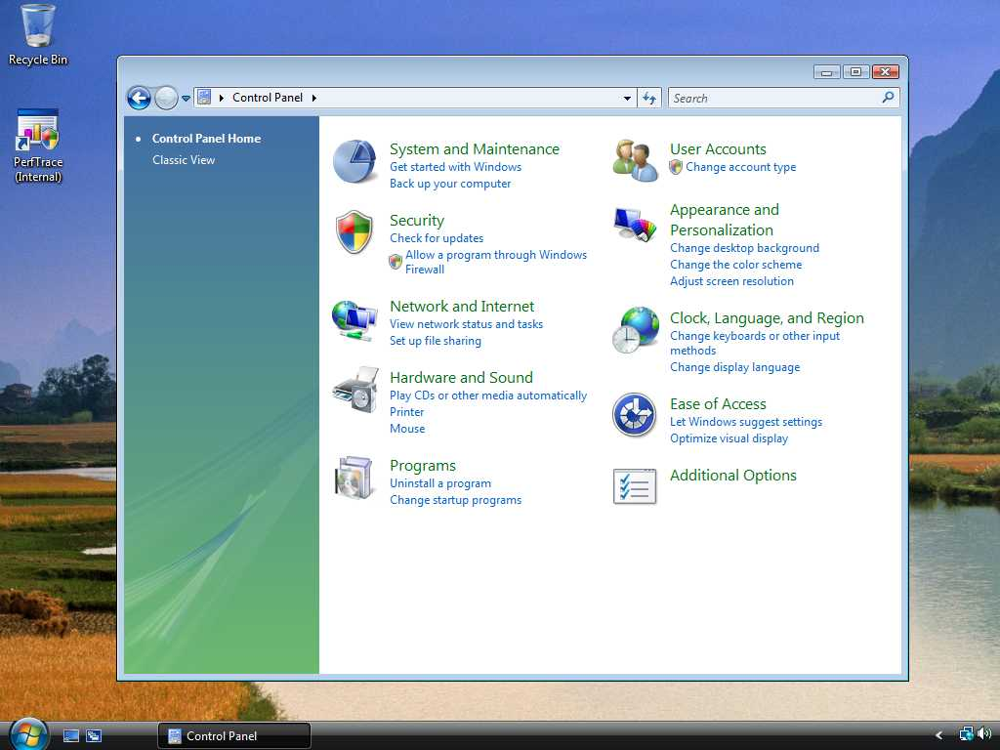 Recycle Bin
PerfTrace
(Internal)
Control Panel
Search
Control Panel Home
Classic View
System and Maintenance
Get started with Windows
Back up your computer
Security
Check for updates
Allow a program through Windows
Firewall
Network and Internet
View network status and tasks
Set up file sharing
Hardware and Sound
Play CDs or other media automatically
Printer
Mouse
Programs
Uninstall a program
Change startup programs
User Accounts
Change account type
Appearance and
Personalization
Change desktop background
Change the color scheme
Adjust screen resolution
Clock, Language, and Region
Change keyboards or other input
methods
Change display language
Ease of Access
Let Windows suggest settings
Optimize visual display
Additional Options
Control Panel